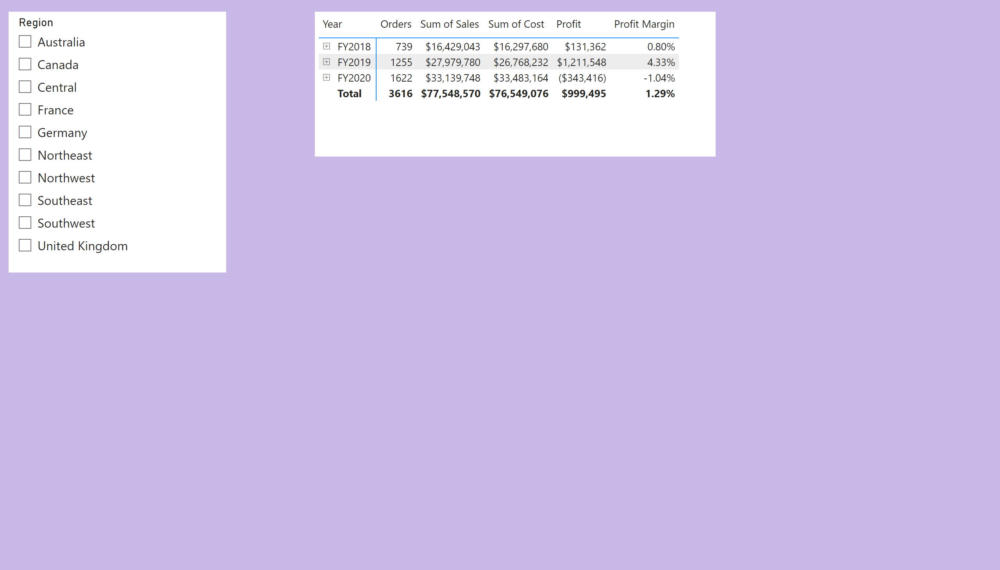 Region
Australia
Canada
Central
France
Germany
Northeast
Northwest
Southeast
Southwest
United Kingdom
Year Orders Sum of Sales Sum of Cost Profit Profit Margin
FY2018 739 $16,429,043 $16,297,680 $131,362 0.80%
FY2019 1255 $27,979,780 $26,768,232 $1,211,548 4.33%
FY2020 1622 $33,139,748 $33,483,164 ($343,416) -1.04%
Total 3616 $77,548,570 $76,549,076 $999,495 1.29%